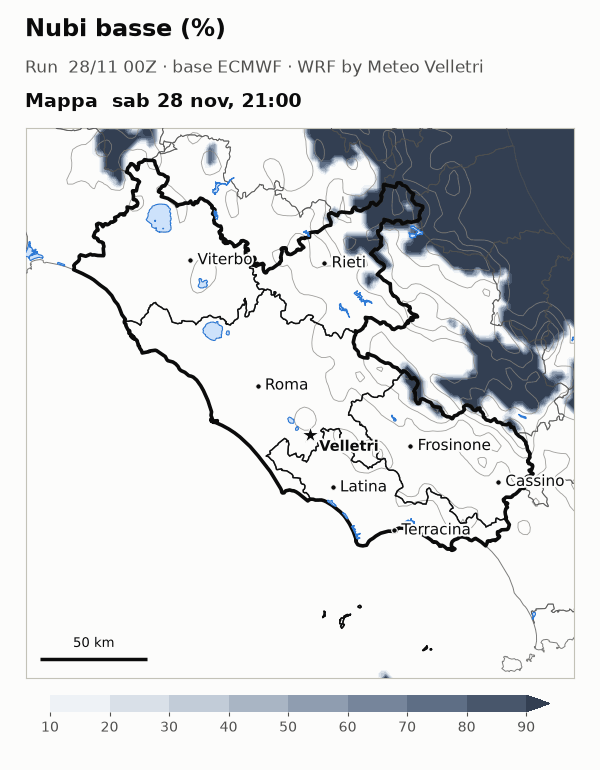 Nubi basse (%)
Run  28/11 00Z · base ECMWF · WRF by Meteo Velletri
Mappa  sab 28 nov, 21:00
Viterbo
Rieti
Roma
Velletri
Frosinone
Latina
Cassino
Terracina
50 km
10 20 30 40 50 60 70 80 90